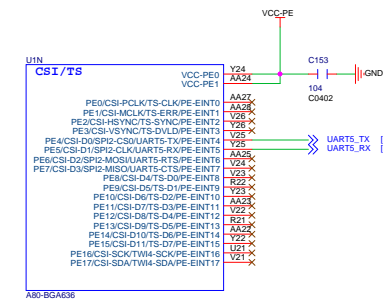 VCC-PE
U1N
CSI/TS
C153
VCC-PE0 Y24
VCC-PE1 AA24
GND
104
C0402
PE0/CSI-PCLK/TS-CLK/PE-EINT0 AA27
PE1/CSI-MCLK/TS-ERR/PE-EINT1 AA28
PE2/CSI-HSYNC/TS-SYNC/PE-EINT2 V26
PE3/CSI-VSYNC/TS-DVLD/PE-EINT3 Y26
PE4/CSI-D0/SPI2-CS0/UART5-TX/PE-EINT4 V25 UART5_TX [
PE5/CSI-D1/SPI2-CLK/UART5-RX/PE-EINT5 Y25 UART5_RX [
PE6/CSI-D2/SPI2-MOSI/UART5-RTS/PE-EINT6 AA25
PE7/CSI-D3/SPI2-MISO/UART5-CTS/PE-EINT7 V24
PE8/CSI-D4/TS-D0/PE-EINT8 V23
PE9/CSI-D5/TS-D1/PE-EINT9 R22
PE10/CSI-D6/TS-D2/PE-EINT10 Y23
PE11/CSI-D7/TS-D3/PE-EINT11 AA23
PE12/CSI-D8/TS-D4/PE-EINT12 V22
PE13/CSI-D9/TS-D5/PE-EINT13 R21
PE14/CSI-D10/TS-D6/PE-EINT14 AA22
PE15/CSI-D11/TS-D7/PE-EINT15 Y22
PE16/CSI-SCK/TWI4-SCK/PE-EINT16 U21
PE17/CSI-SDA/TWI4-SDA/PE-EINT17 V21
A80-BGA636